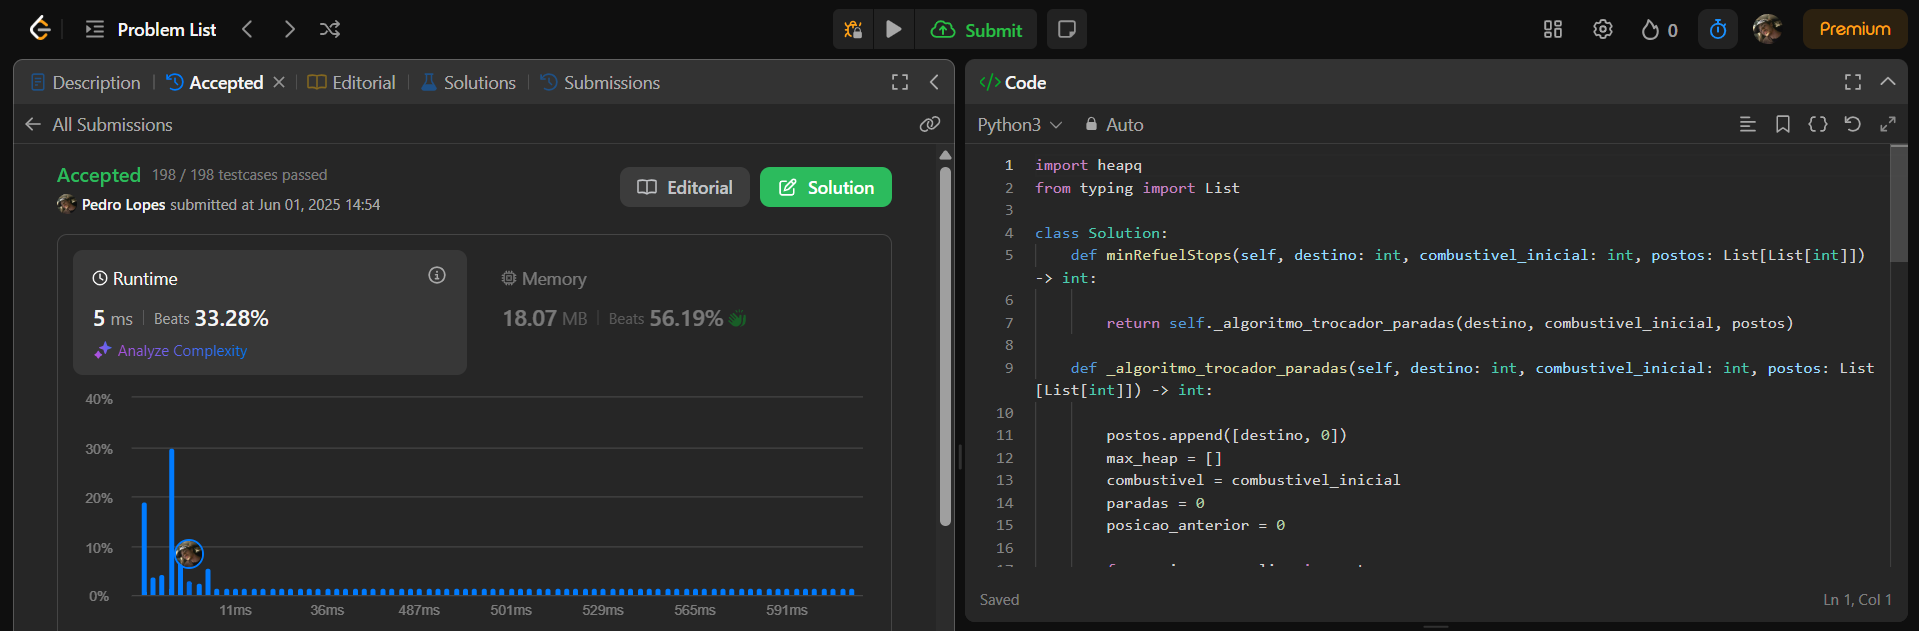 Problem List
Submit
0
Premium
Description
Accepted
Editorial
Solutions
Submissions
All Submissions
Accepted 198 / 198 testcases passed
Pedro Lopes submitted at Jun 01, 2025 14:54
Editorial
Solution
Runtime
5 ms Beats 33.28%
Analyze Complexity
Memory
18.07 MB Beats 56.19%
40%
30%
20%
10%
0%
11ms 36ms 487ms 501ms 529ms 565ms 591ms
</> Code
Python3 Auto
1 import heapq
2 from typing import List
3
4 class Solution:
5 def minRefuelStops(self, destino: int, combustivel_inicial: int, postos: List[List[int]])
-> int:
6
7 return self._algoritmo_trocador_paradas(destino, combustivel_inicial, postos)
8
9 def _algoritmo_trocador_paradas(self, destino: int, combustivel_inicial: int, postos: List
[List[int]]) -> int:
10
11 postos.append([destino, 0])
12 max_heap = []
13 combustivel = combustivel_inicial
14 paradas = 0
15 posicao_anterior = 0
16
Saved
Ln 1, Col 1